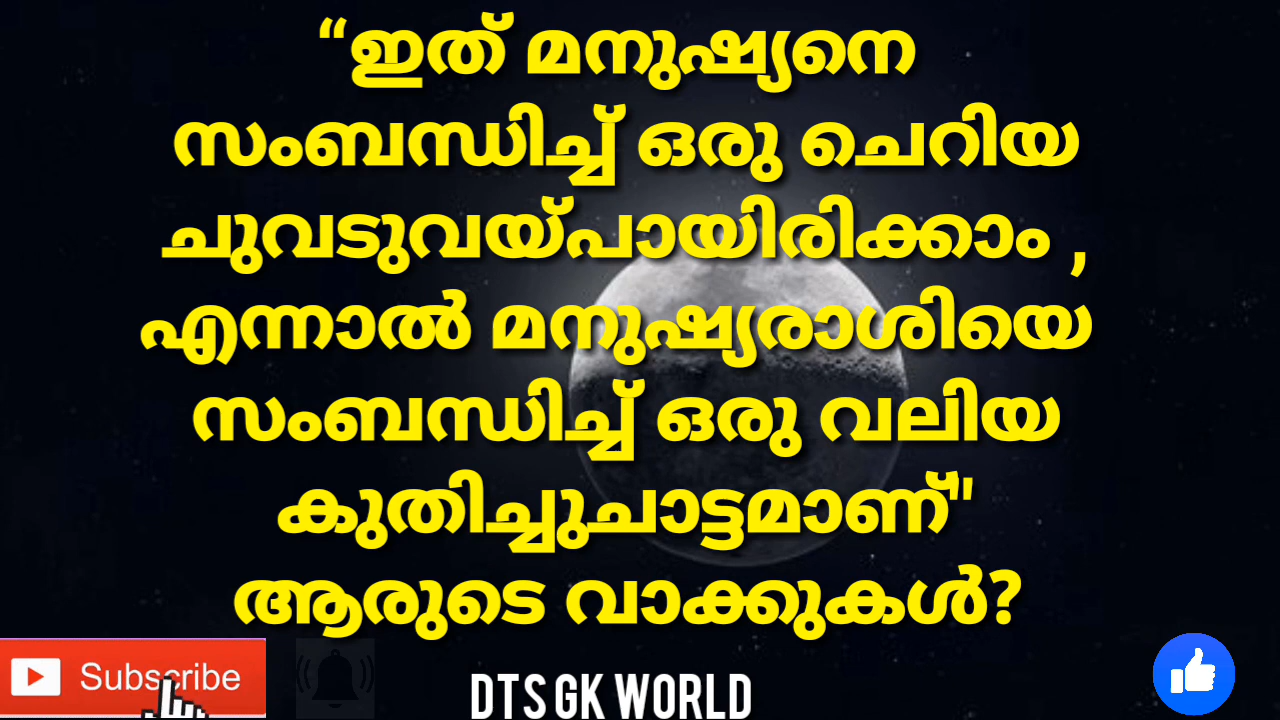 “ഇത് മനുഷ്യനെ
സംബന്ധിച്ച് ഒരു ചെറിയ
ചുവടുവയ്പായിരിക്കാം ,
എന്നാൽ മനുഷ്യരാശിയെ
സംബന്ധിച്ച് ഒരു വലിയ
കുതിച്ചുചാട്ടമാണ്"
ആരുടെ വാക്കുകൾ?
Subscribe
DTS GK WORLD